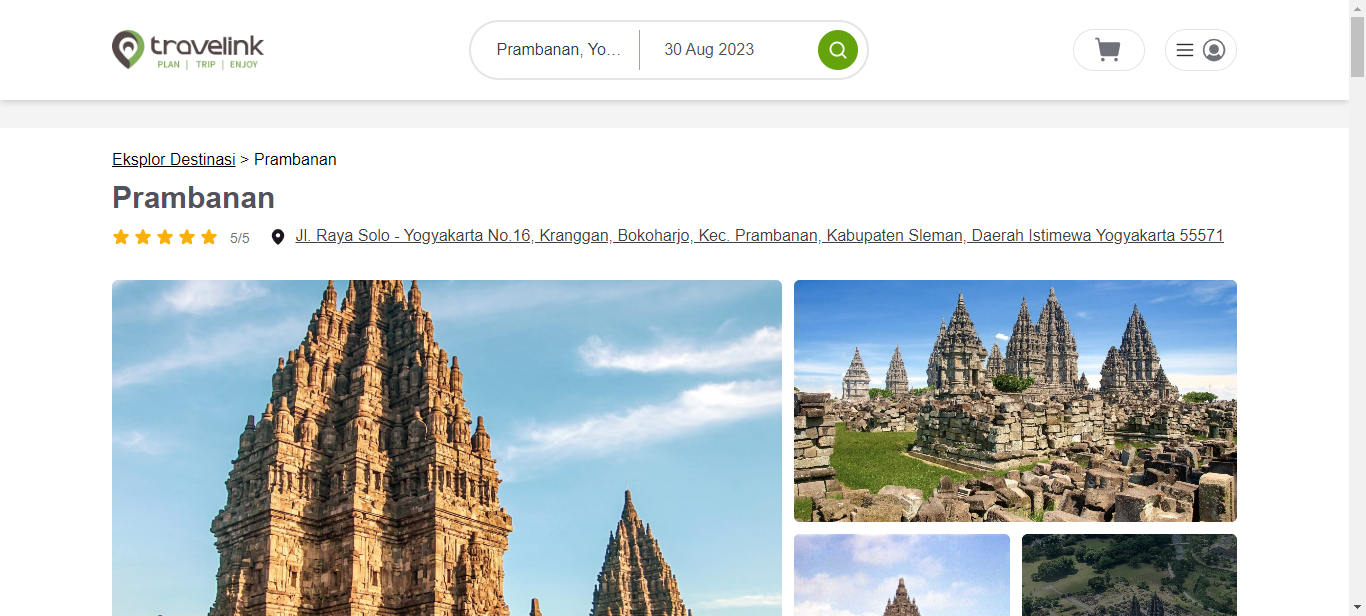 travelink
PLAN | TRIP | ENJOY
Prambanan, Yo...
30 Aug 2023
Eksplor Destinasi > Prambanan
Prambanan
5/5
Jl. Raya Solo - Yogyakarta No.16, Kranggan, Bokoharjo, Kec. Prambanan, Kabupaten Sleman, Daerah Istimewa Yogyakarta 55571